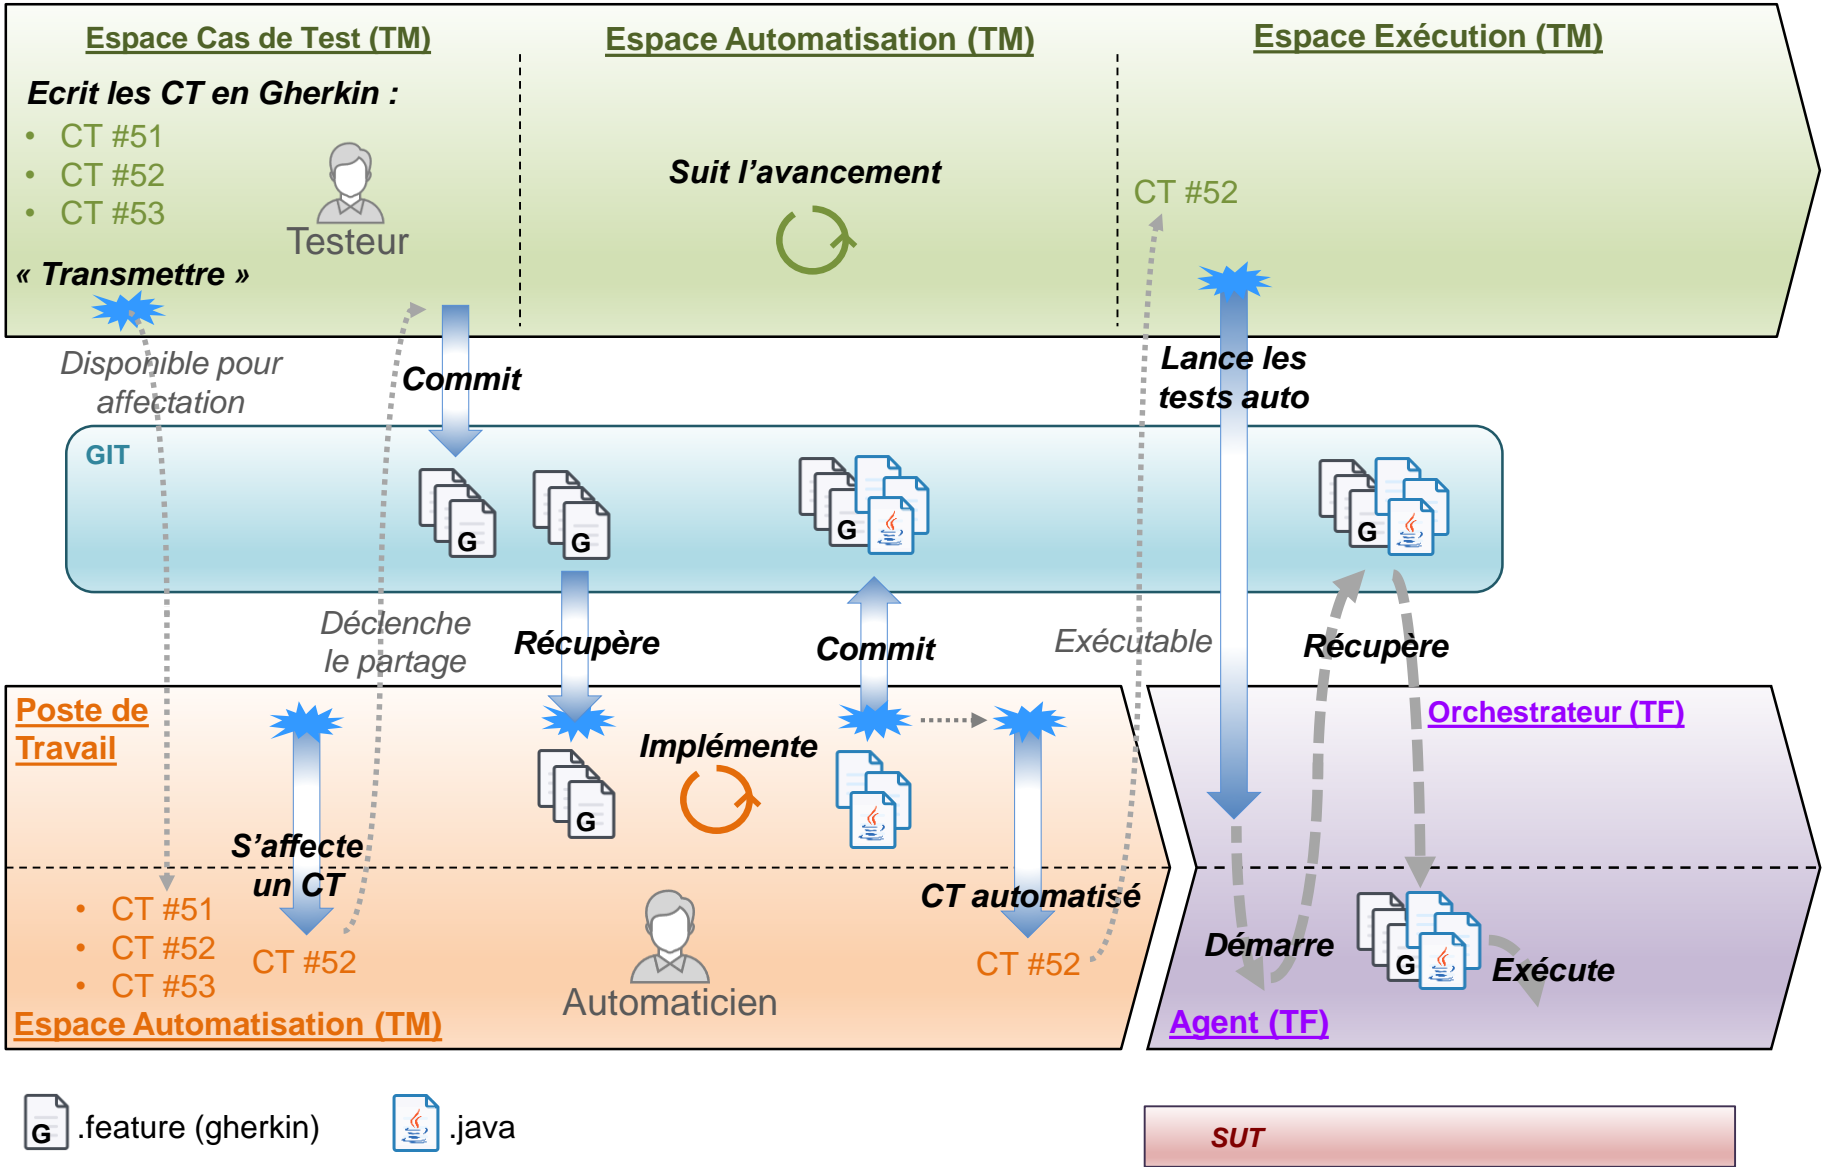 Espace Cas de Test (TM)
Espace Automatisation (TM)
Espace Exécution (TM)
Ecrit les CT en Gherkin :
• CT #51
• CT #52
• CT #53
Testeur
« Transmettre »
Suit l’avancement
CT #52
Disponible pour
affectation
Commit
Lance les
tests auto
GIT
G
G
G
G
Déclenche
le partage
Récupère
Commit
Exécutable
Récupère
Poste de
Travail
Implémente
G
Orchestrateur (TF)
S’affecte
un CT
• CT #51
• CT #52
• CT #53
CT #52
Automaticien
CT automatisé
CT #52
Espace Automatisation (TM)
Démarre
G
Exécute
Agent (TF)
G
.feature (gherkin)
.java
SUT